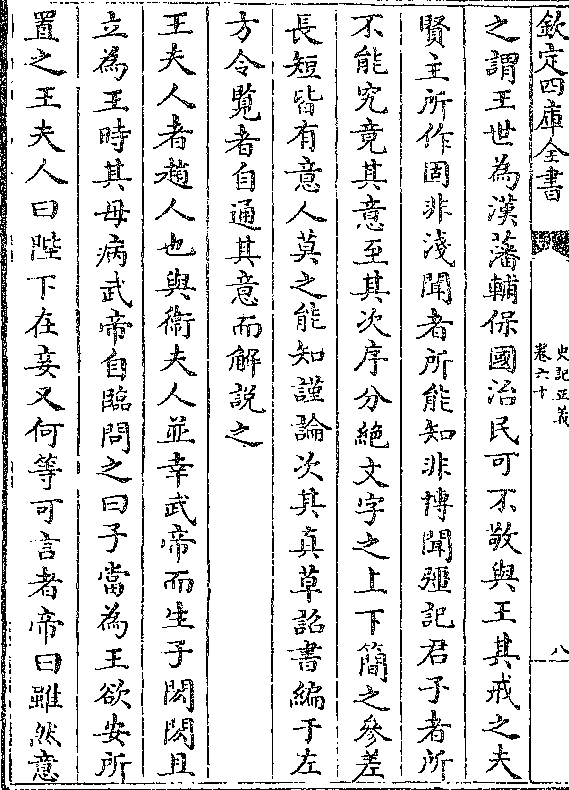 欽定四庫全書
史記正義
卷六十
八
之謂王世為漢藩輔保國治民可不敬與王其戒之夫
賢主所作固非淺聞者所能知非博聞彊記君子者所
不能究竟其意至其次序分絶文字之上下簡之參差
長短皆有意人莫之能知謹論次其真草詔書編于左
方令覽者自通其意而解説之
王夫人者趙人也與衛夫人並幸武帝而生子閎閎且
立為王時其母病武帝自臨問之曰子當為王欲安所
置之王夫人曰陛下在妾又何等可言者帝曰雖然意